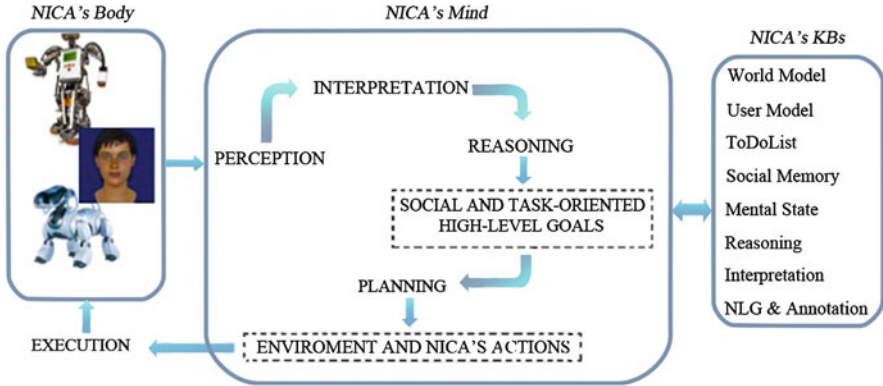 NICA's Body
NICA's Mind
NICA's KBs
INTERPRETATION
PERCEPTION
REASONING
SOCIAL AND TASK-ORIENTED
HIGH-LEVEL GOALS
PLANNING
ENVIROMENT AND NICA'S ACTIONS
EXECUTION
World Model
User Model
ToDoList
Social Memory
Mental State
Reasoning
Interpretation
NLG & Annotation